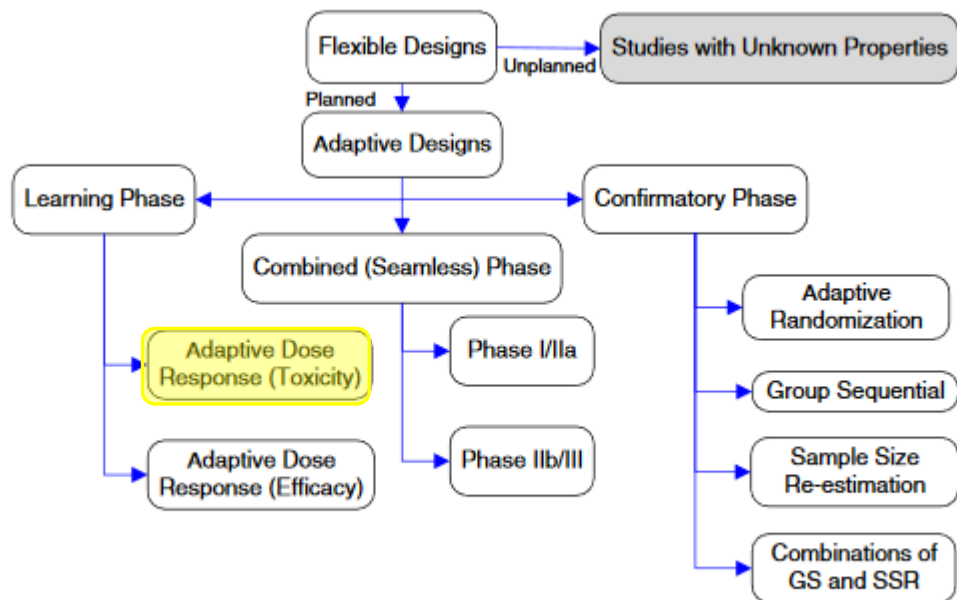 Flexible Designs
Studies with Unknown Properties
Unplanned
Planned
Adaptive Designs
Learning Phase
Confirmatory Phase
Combined (Seamless) Phase
Adaptive
Randomization
Adaptive Dose
Response (Toxicity)
Phase I/IIa
Group Sequential
Adaptive Dose
Response (Efficacy)
Phase IIb/III
Sample Size
Re-estimation
Combinations of
GS and SSR